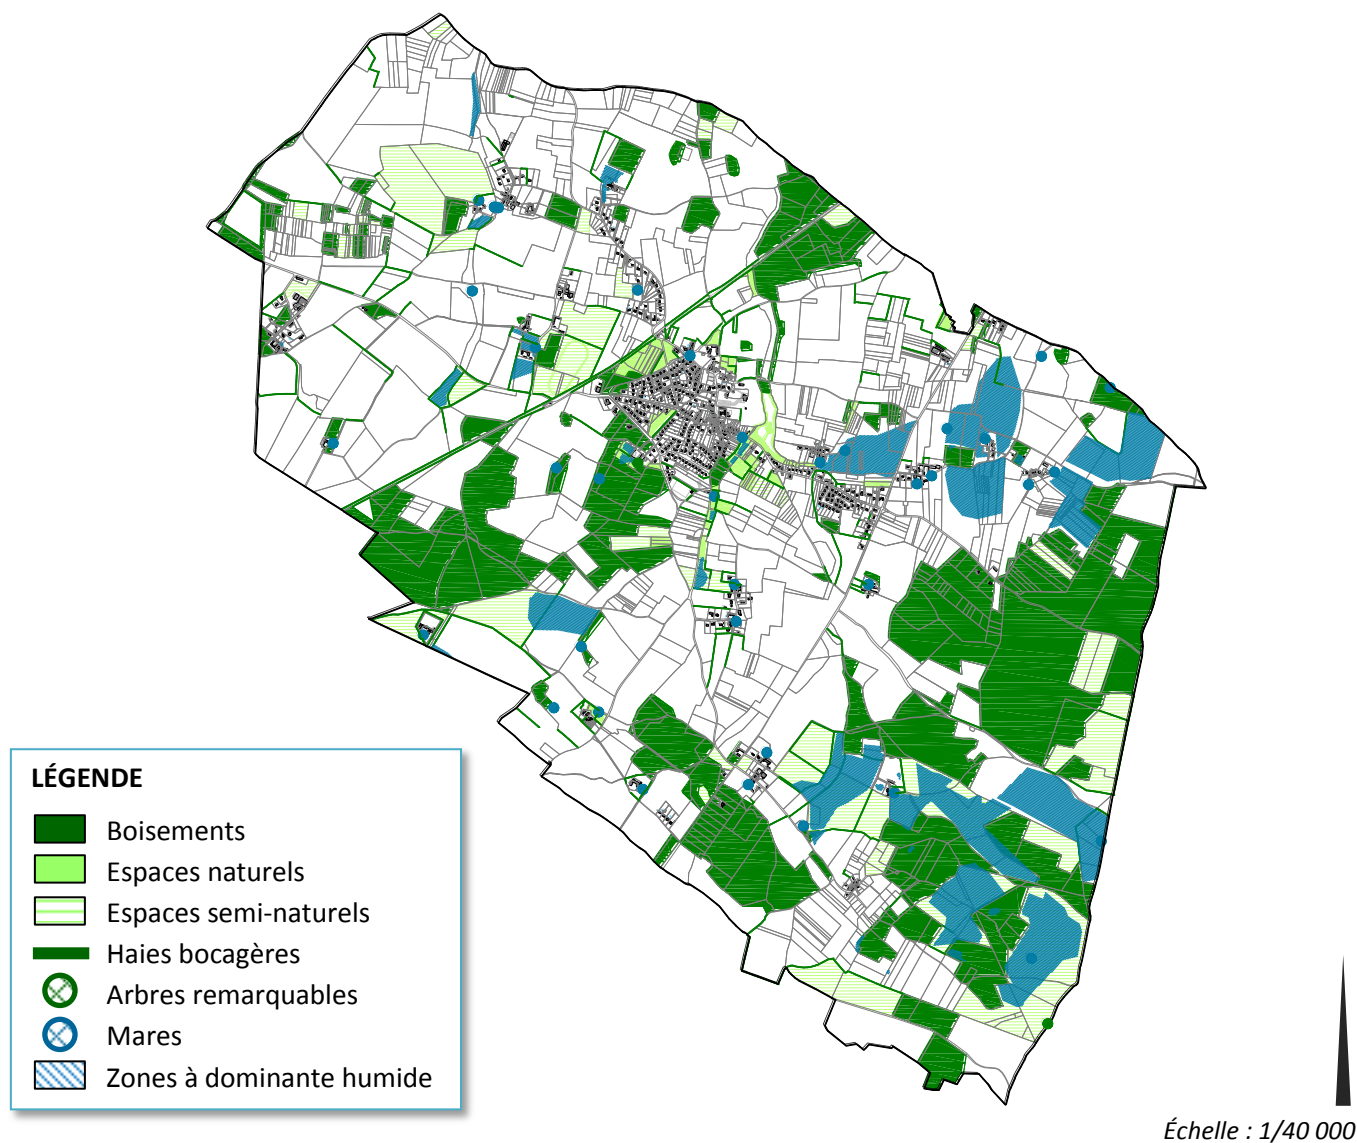 LÉGENDE
Boisements
Espaces naturels
Espaces semi-naturels
Haies bocagères
Arbres remarquables
Mares
Zones à dominante humide
Échelle : 1/40 000